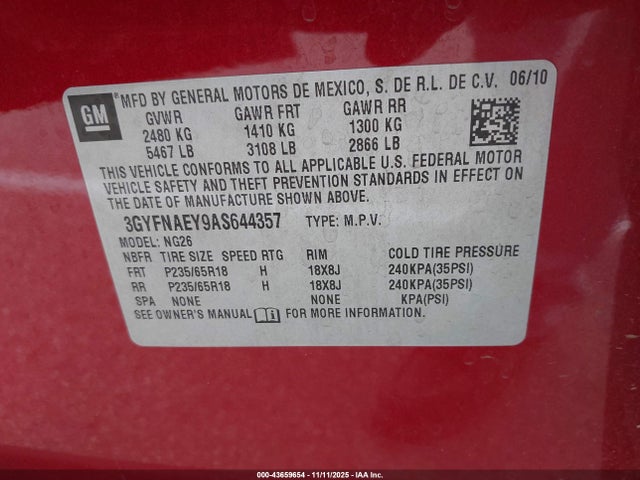 GM ® MFD BY GENERAL MOTORS DE MEXICO, S. DE R.L. DE C.V. 06/10
GVWR GAWR FRT GAWR RR
2480 KG 1410 KG 1300 KG
5467 LB 3108 LB 2866 LB
THIS VEHICLE CONFORMS TO ALL APPLICABLE U.S. FEDERAL MOTOR
VEHICLE SAFETY AND THEFT PREVENTION STANDARDS IN EFFECT ON
THE DATE OF MANUFACTURE SHOWN ABOVE.
3GYFNAEY9AS644357 TYPE: M.P.V.
MODEL: NG26
NBFR TIRE SIZE SPEED RTG RIM COLD TIRE PRESSURE
FRT P235/65R18 H 18X8J 240KPA(35PSI)
RR P235/65R18 H 18X8J 240KPA(35PSI)
SPA NONE NONE KPA(PSI)
SEE OWNER'S MANUAL FOR MORE INFORMATION.
000-43659654 - 11/11/2025 - IAA Inc.